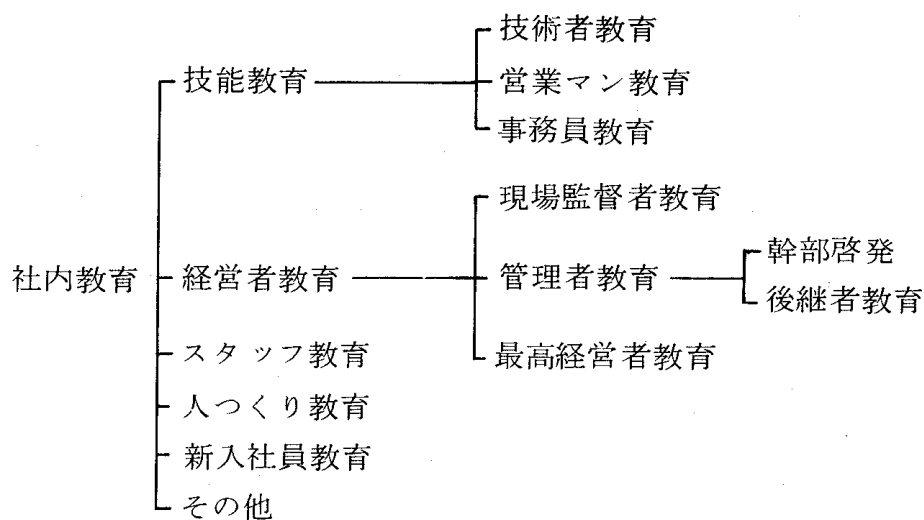 社内教育
技能教育
技術者教育
営業マン教育
事務員教育
経営者教育
現場監督者教育
管理者教育
幹部啓発
後継者教育
最高経営者教育
スタッフ教育
人つくり教育
新入社員教育
その他